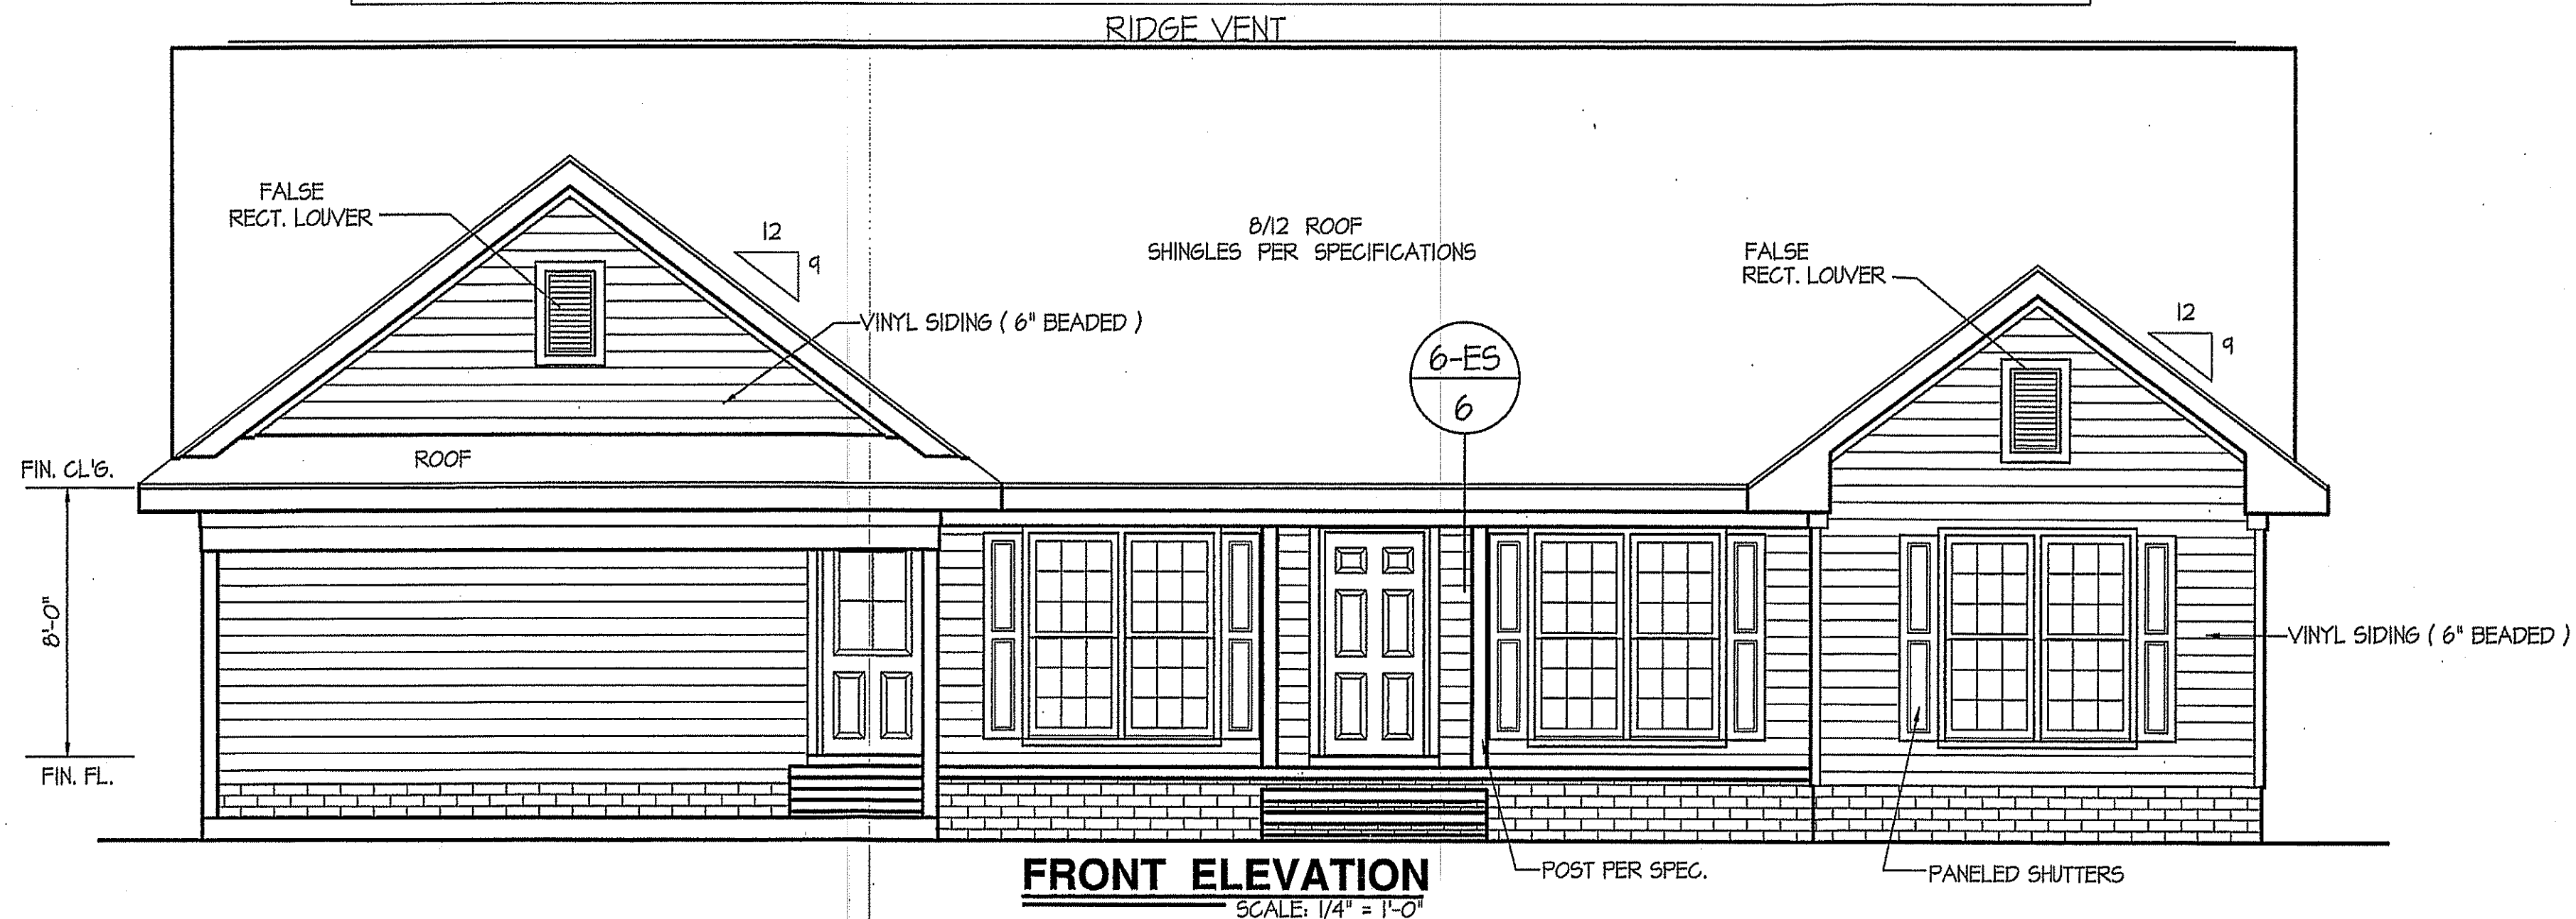 RIDGE VENT
FALSE
RECT. LOUVER
12
9
8/12 ROOF
SHINGLES PER SPECIFICATIONS
FALSE
RECT. LOUVER
12
9
VINYL SIDING ( 6" BEADED )
6-ES
6
ROOF
FIN. CL'G.
8'-0"
FIN. FL.
VINYL SIDING ( 6" BEADED )
POST PER SPEC.
PANELED SHUTTERS
FRONT ELEVATION
SCALE: 1/4" = 1'-0"